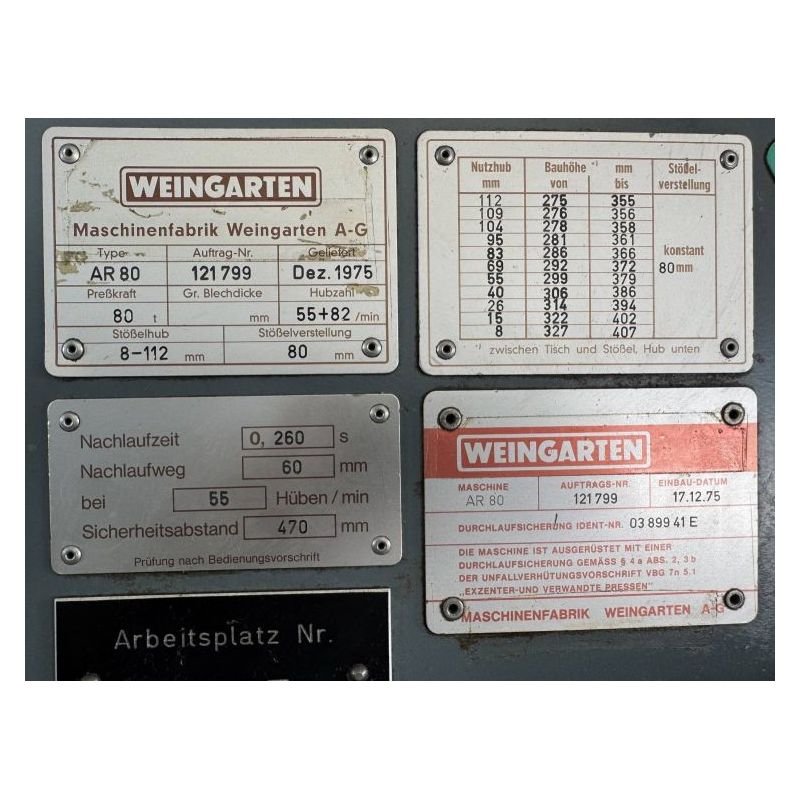 WEINGARTEN
Maschinenfabrik Weingarten A-G
Type Auftrag-Nr. Geliefert
AR 80 121 799 Dez. 1975
Preßkraft Gr. Blechdicke Hubzahl
80 t mm 55+82 /min
Stößelhub Stößelverstellung
8-112 mm 80 mm
Nutzhub Bauhöhe *) mm Stößel-
mm von bis verstellung
112 275 355
109 276 356
104 278 358
95 281 361
83 286 366
69 292 372
55 299 379
40 306 386
26 314 394
15 322 402
8 327 407
konstant
80 mm
*) zwischen Tisch und Stößel, Hub unten
Nachlaufzeit 0, 260 s
Nachlaufweg 60 mm
bei 55 Hüben / min
Sicherheitsabstand 470 mm
Prüfung nach Bedienungsvorschrift
WEINGARTEN
MASCHINE AUFTRAGS-NR. EINBAU-DATUM
AR 80 121 799 17.12.75
DURCHLAUFSICHERUNG IDENT-NR. 03 899 41 E
DIE MASCHINE IST AUSGERÜSTET MIT EINER
DURCHLAUFSICHERUNG GEMÄSS § 4 a ABS. 2, 3 b
DER UNFALLVERHÜTUNGSVORSCHRIFT VBG 7n 5.1
„EXZENTER-UND VERWANDTE PRESSEN"
MASCHINENFABRIK WEINGARTEN A-G
Arbeitsplatz Nr.